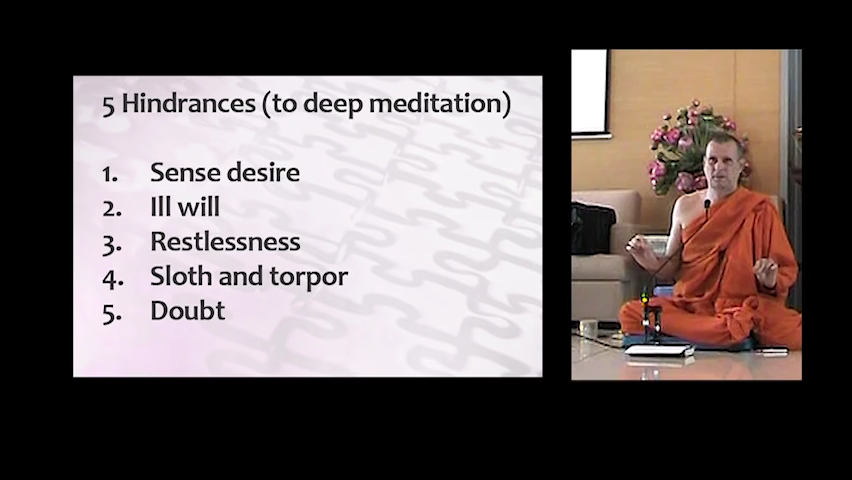 5 Hindrances (to deep meditation)
1. Sense desire
2. Ill will
3. Restlessness
4. Sloth and torpor
5. Doubt